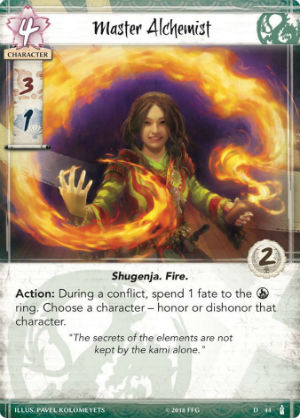 Master Alchemist
4
CHARACTER
3
1
2
Shugenja. Fire.
Action: During a conflict, spend 1 fate to the
ring. Choose a character – honor or dishonor that
character.
"The secrets of the elements are not
kept by the kami alone."
ILLUS. PAVEL KOLOMEYETS
© 2018 FFG
D 44